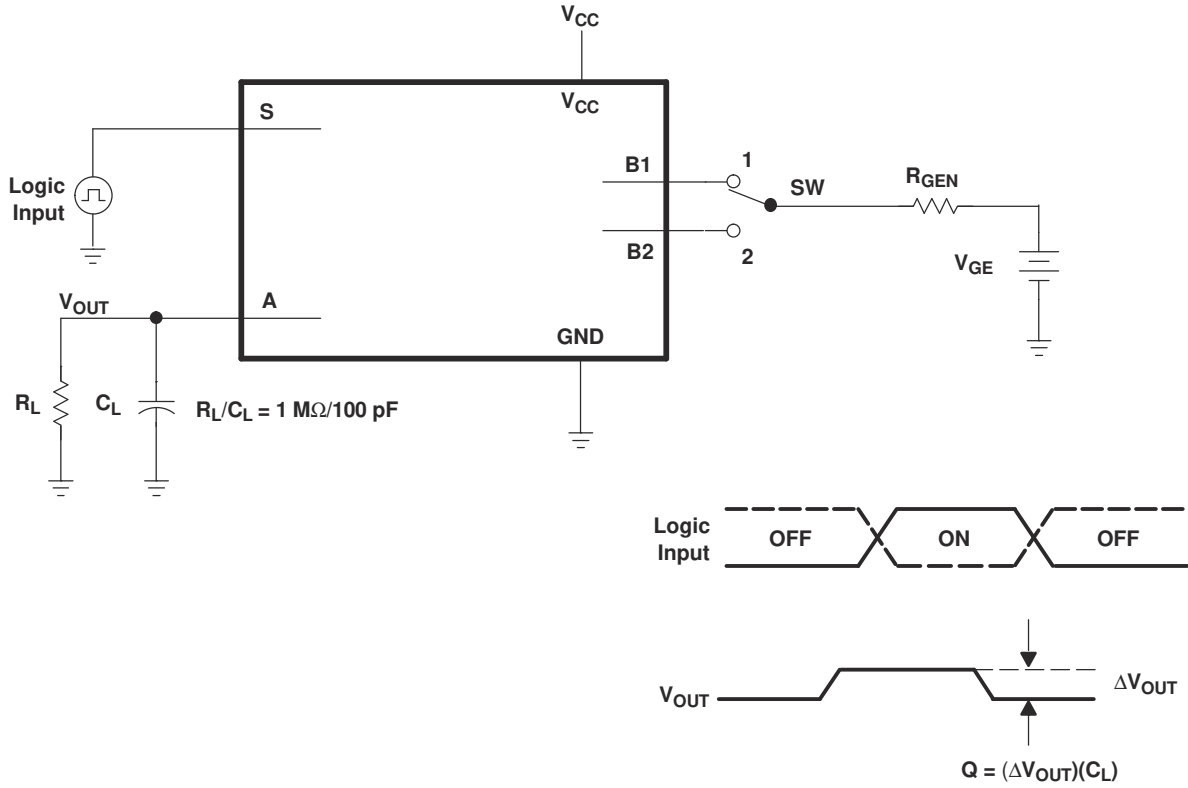 VCC
VCC
S
Logic
Input
B1
1
SW
RGEN
B2
2
VGE
VOUT
A
GND
RL
CL
RL/CL = 1 MΩ/100 pF
Logic
Input
OFF
ON
OFF
VOUT
ΔVOUT
Q = (ΔVOUT)(CL)